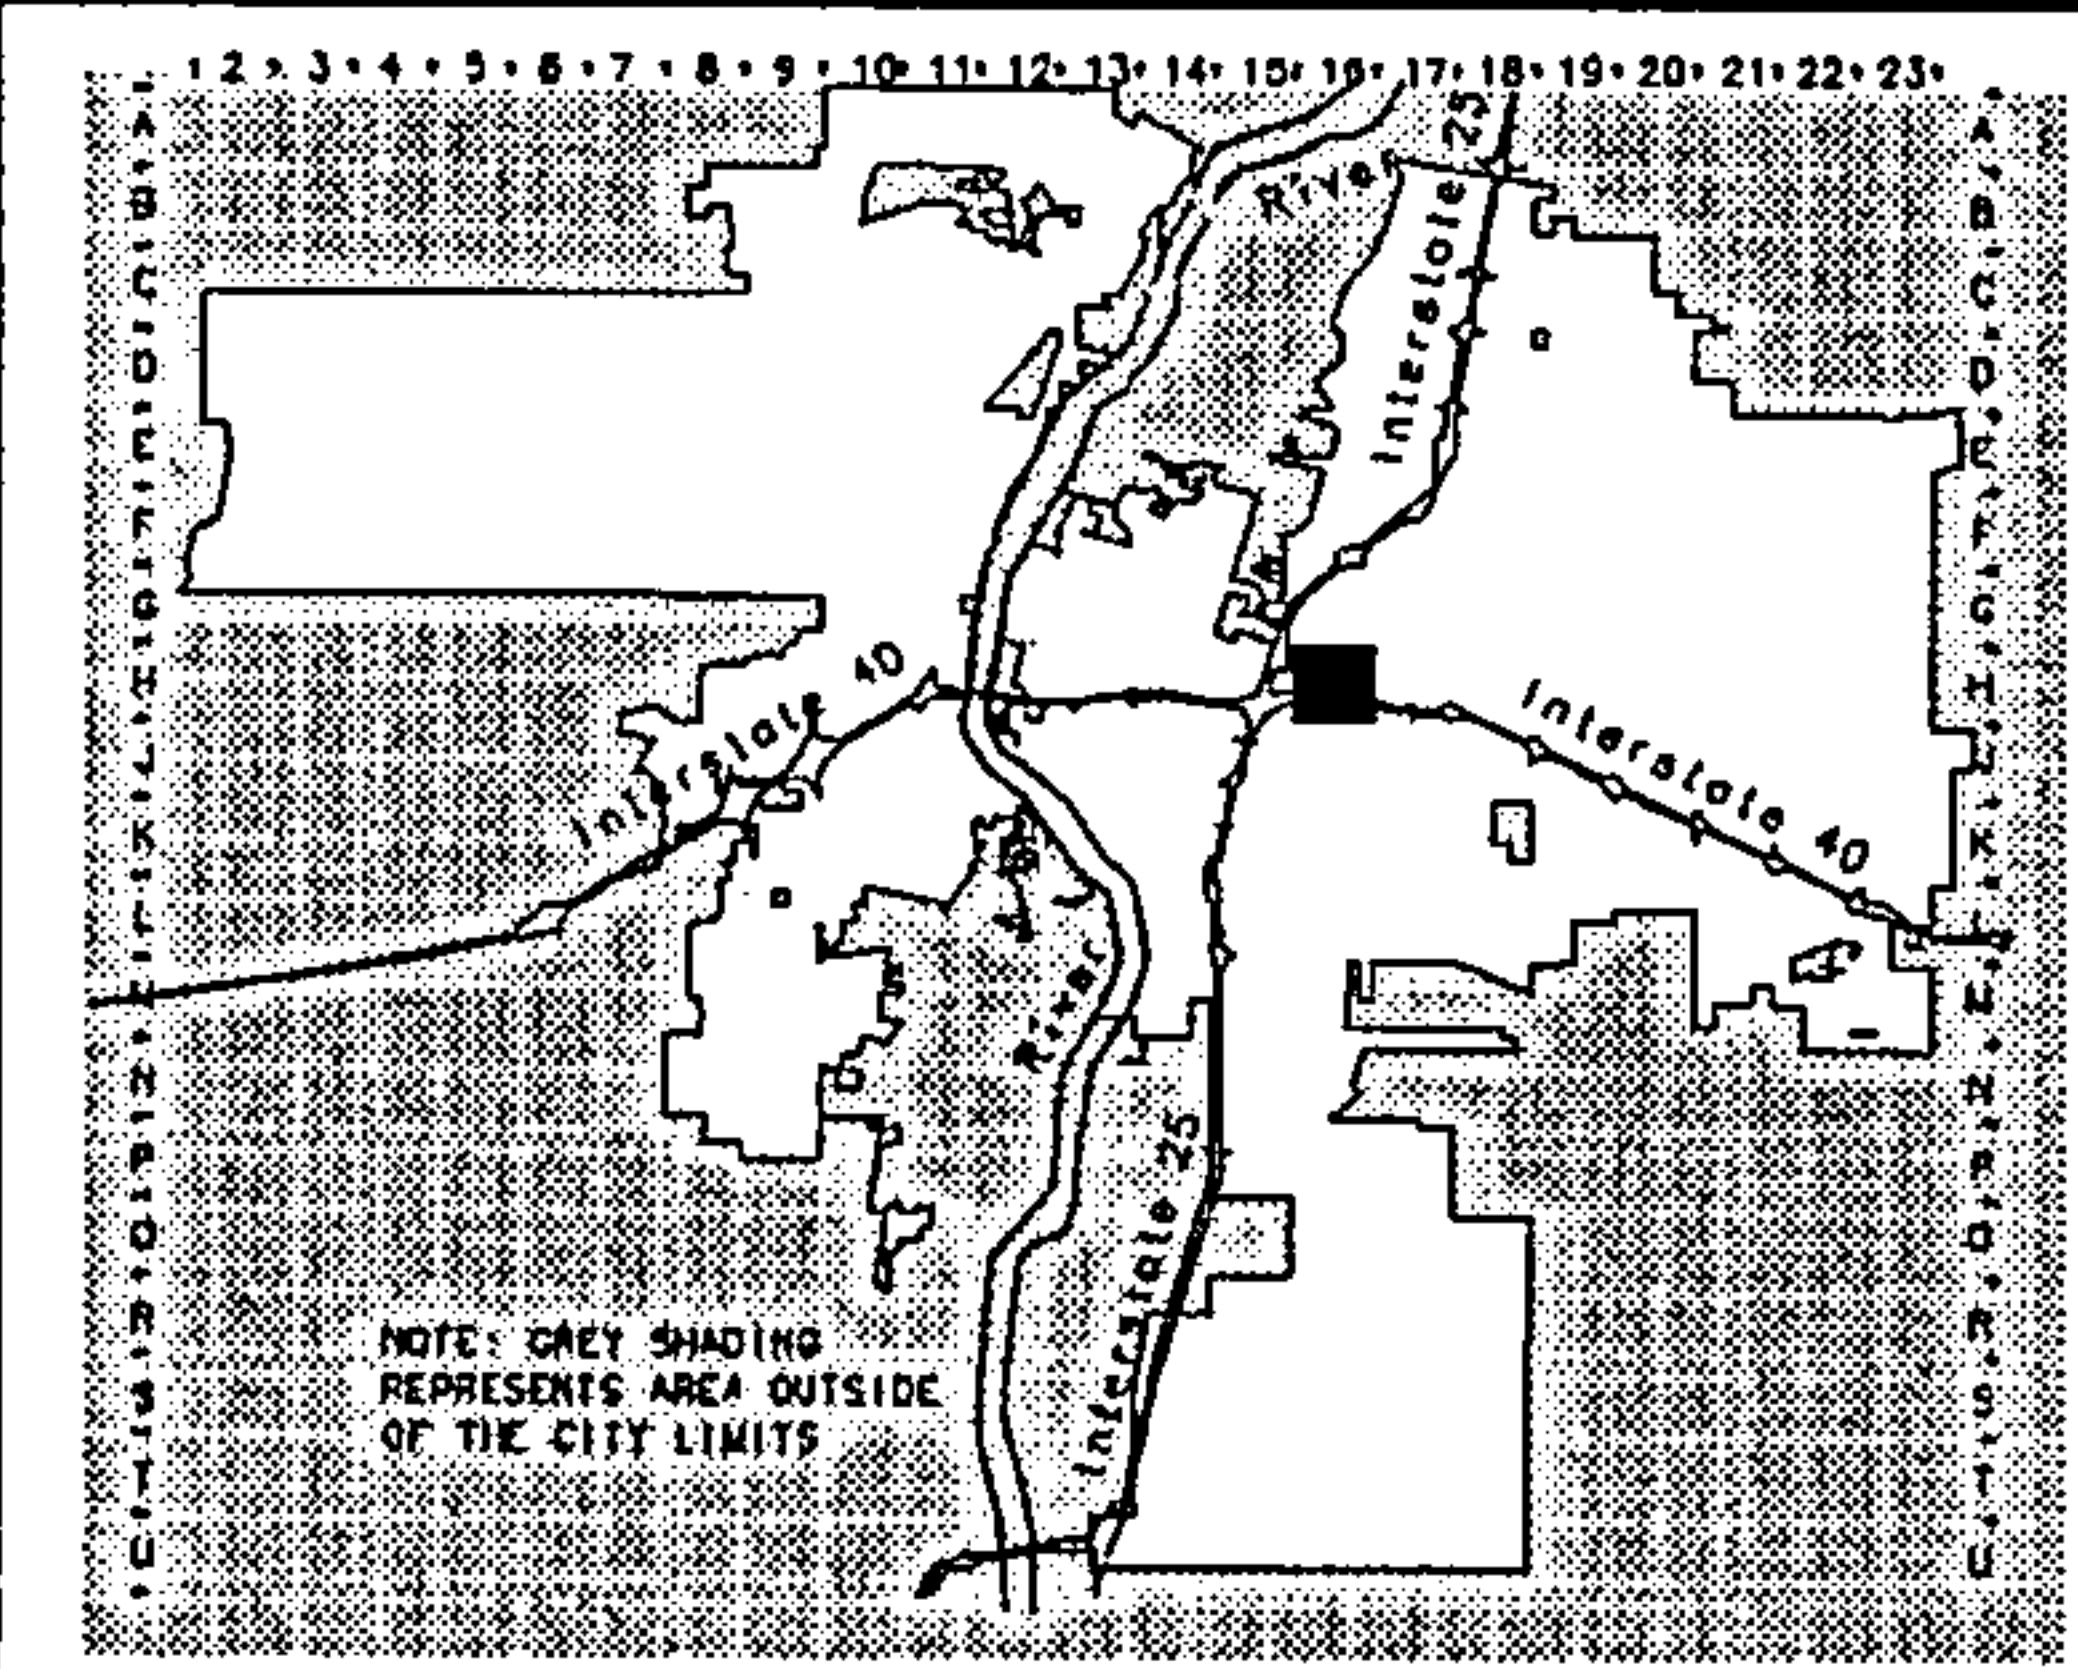 1 2 3 4 5 6 7 8 9 10 11 12 13 14 15 16 17 18 19 20 21 22 23
A
B
C
D
E
F
G
H
J
K
L
M
N
P
Q
R
S
T
U
A
B
C
D
E
F
G
H
J
K
L
M
N
P
Q
R
S
T
U
River
Interstate 25
Interstate 40
Interstate 40
River
Interstate 25
NOTE: GREY SHADING
REPRESENTS AREA OUTSIDE
OF THE CITY LIMITS